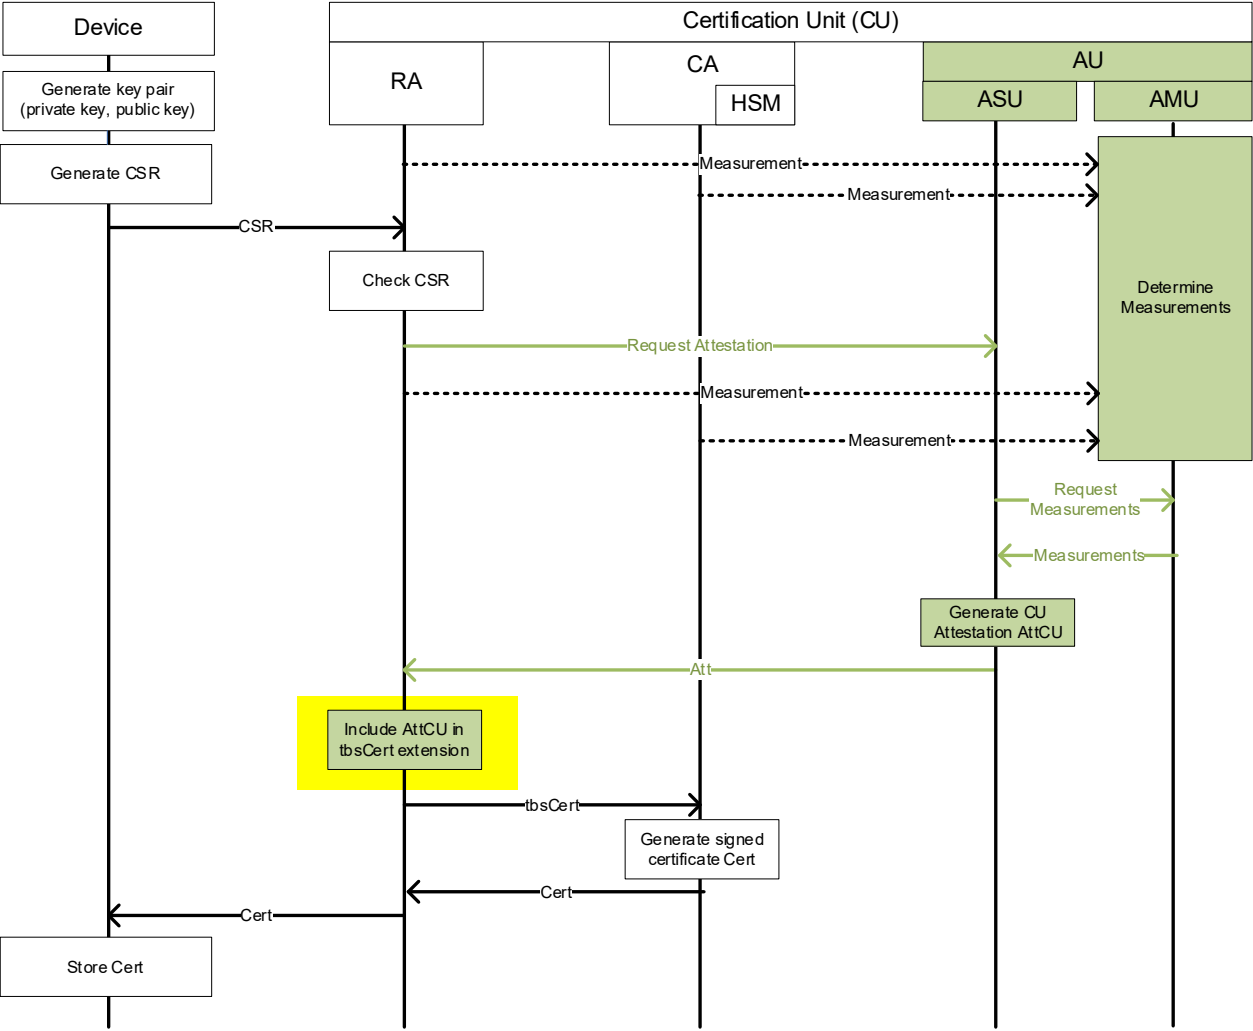 Device
Certification Unit (CU)
RA
CA
HSM
AU
ASU
AMU
Generate key pair
(private key, public key)
Generate CSR
Measurement
Measurement
CSR
Check CSR
Determine
Measurements
Request Attestation
Measurement
Measurement
Request
Measurements
Measurements
Generate CU
Attestation AttCU
Att
Include AttCU in
tbsCert extension
tbsCert
Generate signed
certificate Cert
Cert
Cert
Store Cert